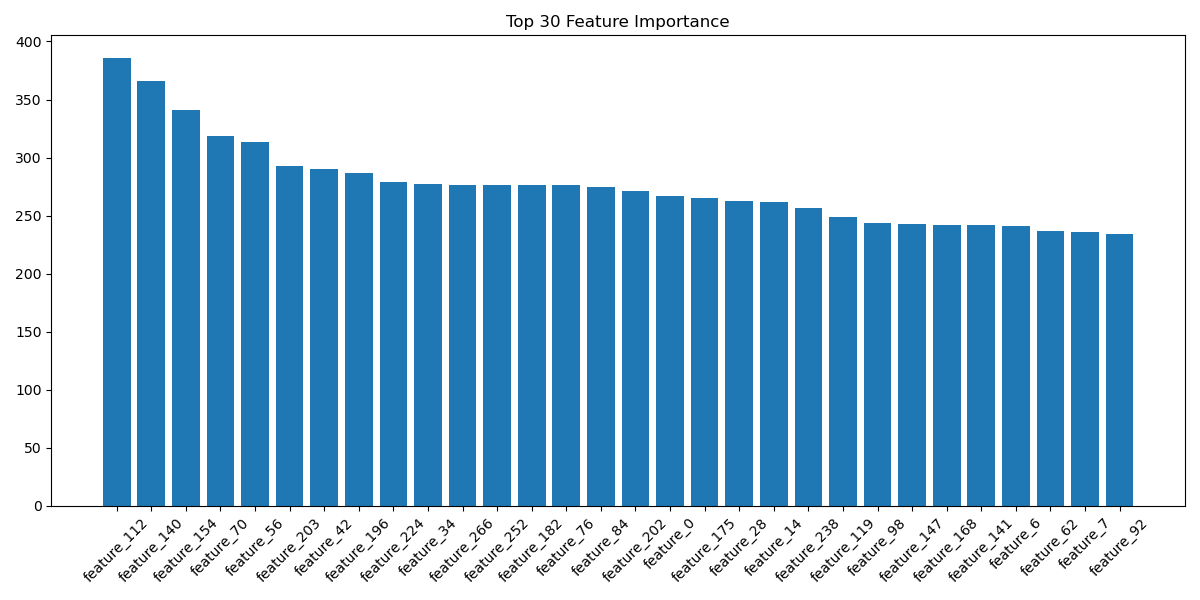 Top 30 Feature Importance
400
350
300
250
200
150
100
50
0
feature_112
feature_140
feature_154
feature_70
feature_56
feature_203
feature_42
feature_196
feature_224
feature_34
feature_266
feature_252
feature_182
feature_76
feature_84
feature_202
feature_0
feature_175
feature_28
feature_14
feature_238
feature_119
feature_98
feature_147
feature_168
feature_141
feature_6
feature_62
feature_7
feature_92